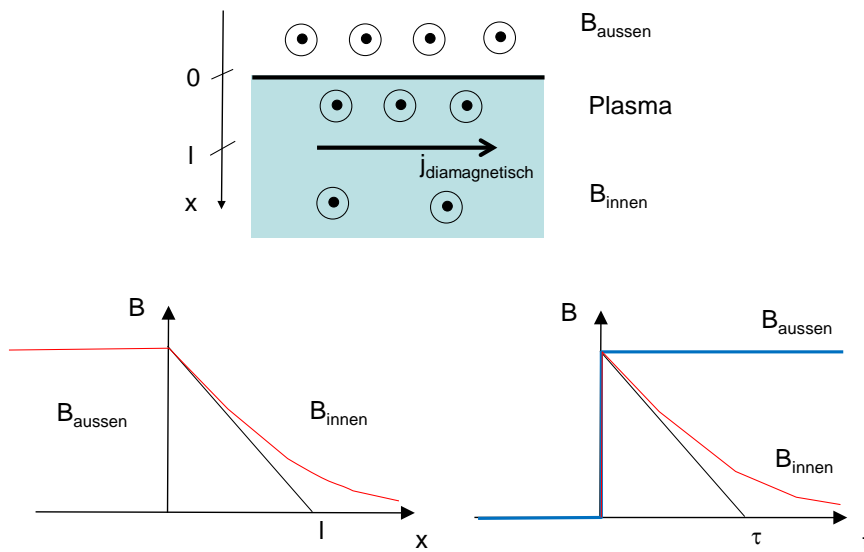 B_aussen
0
Plasma
l
j_diamagnetisch
x
B_innen
B
B_aussen
B_innen
l
x
B
B_aussen
B_innen
τ